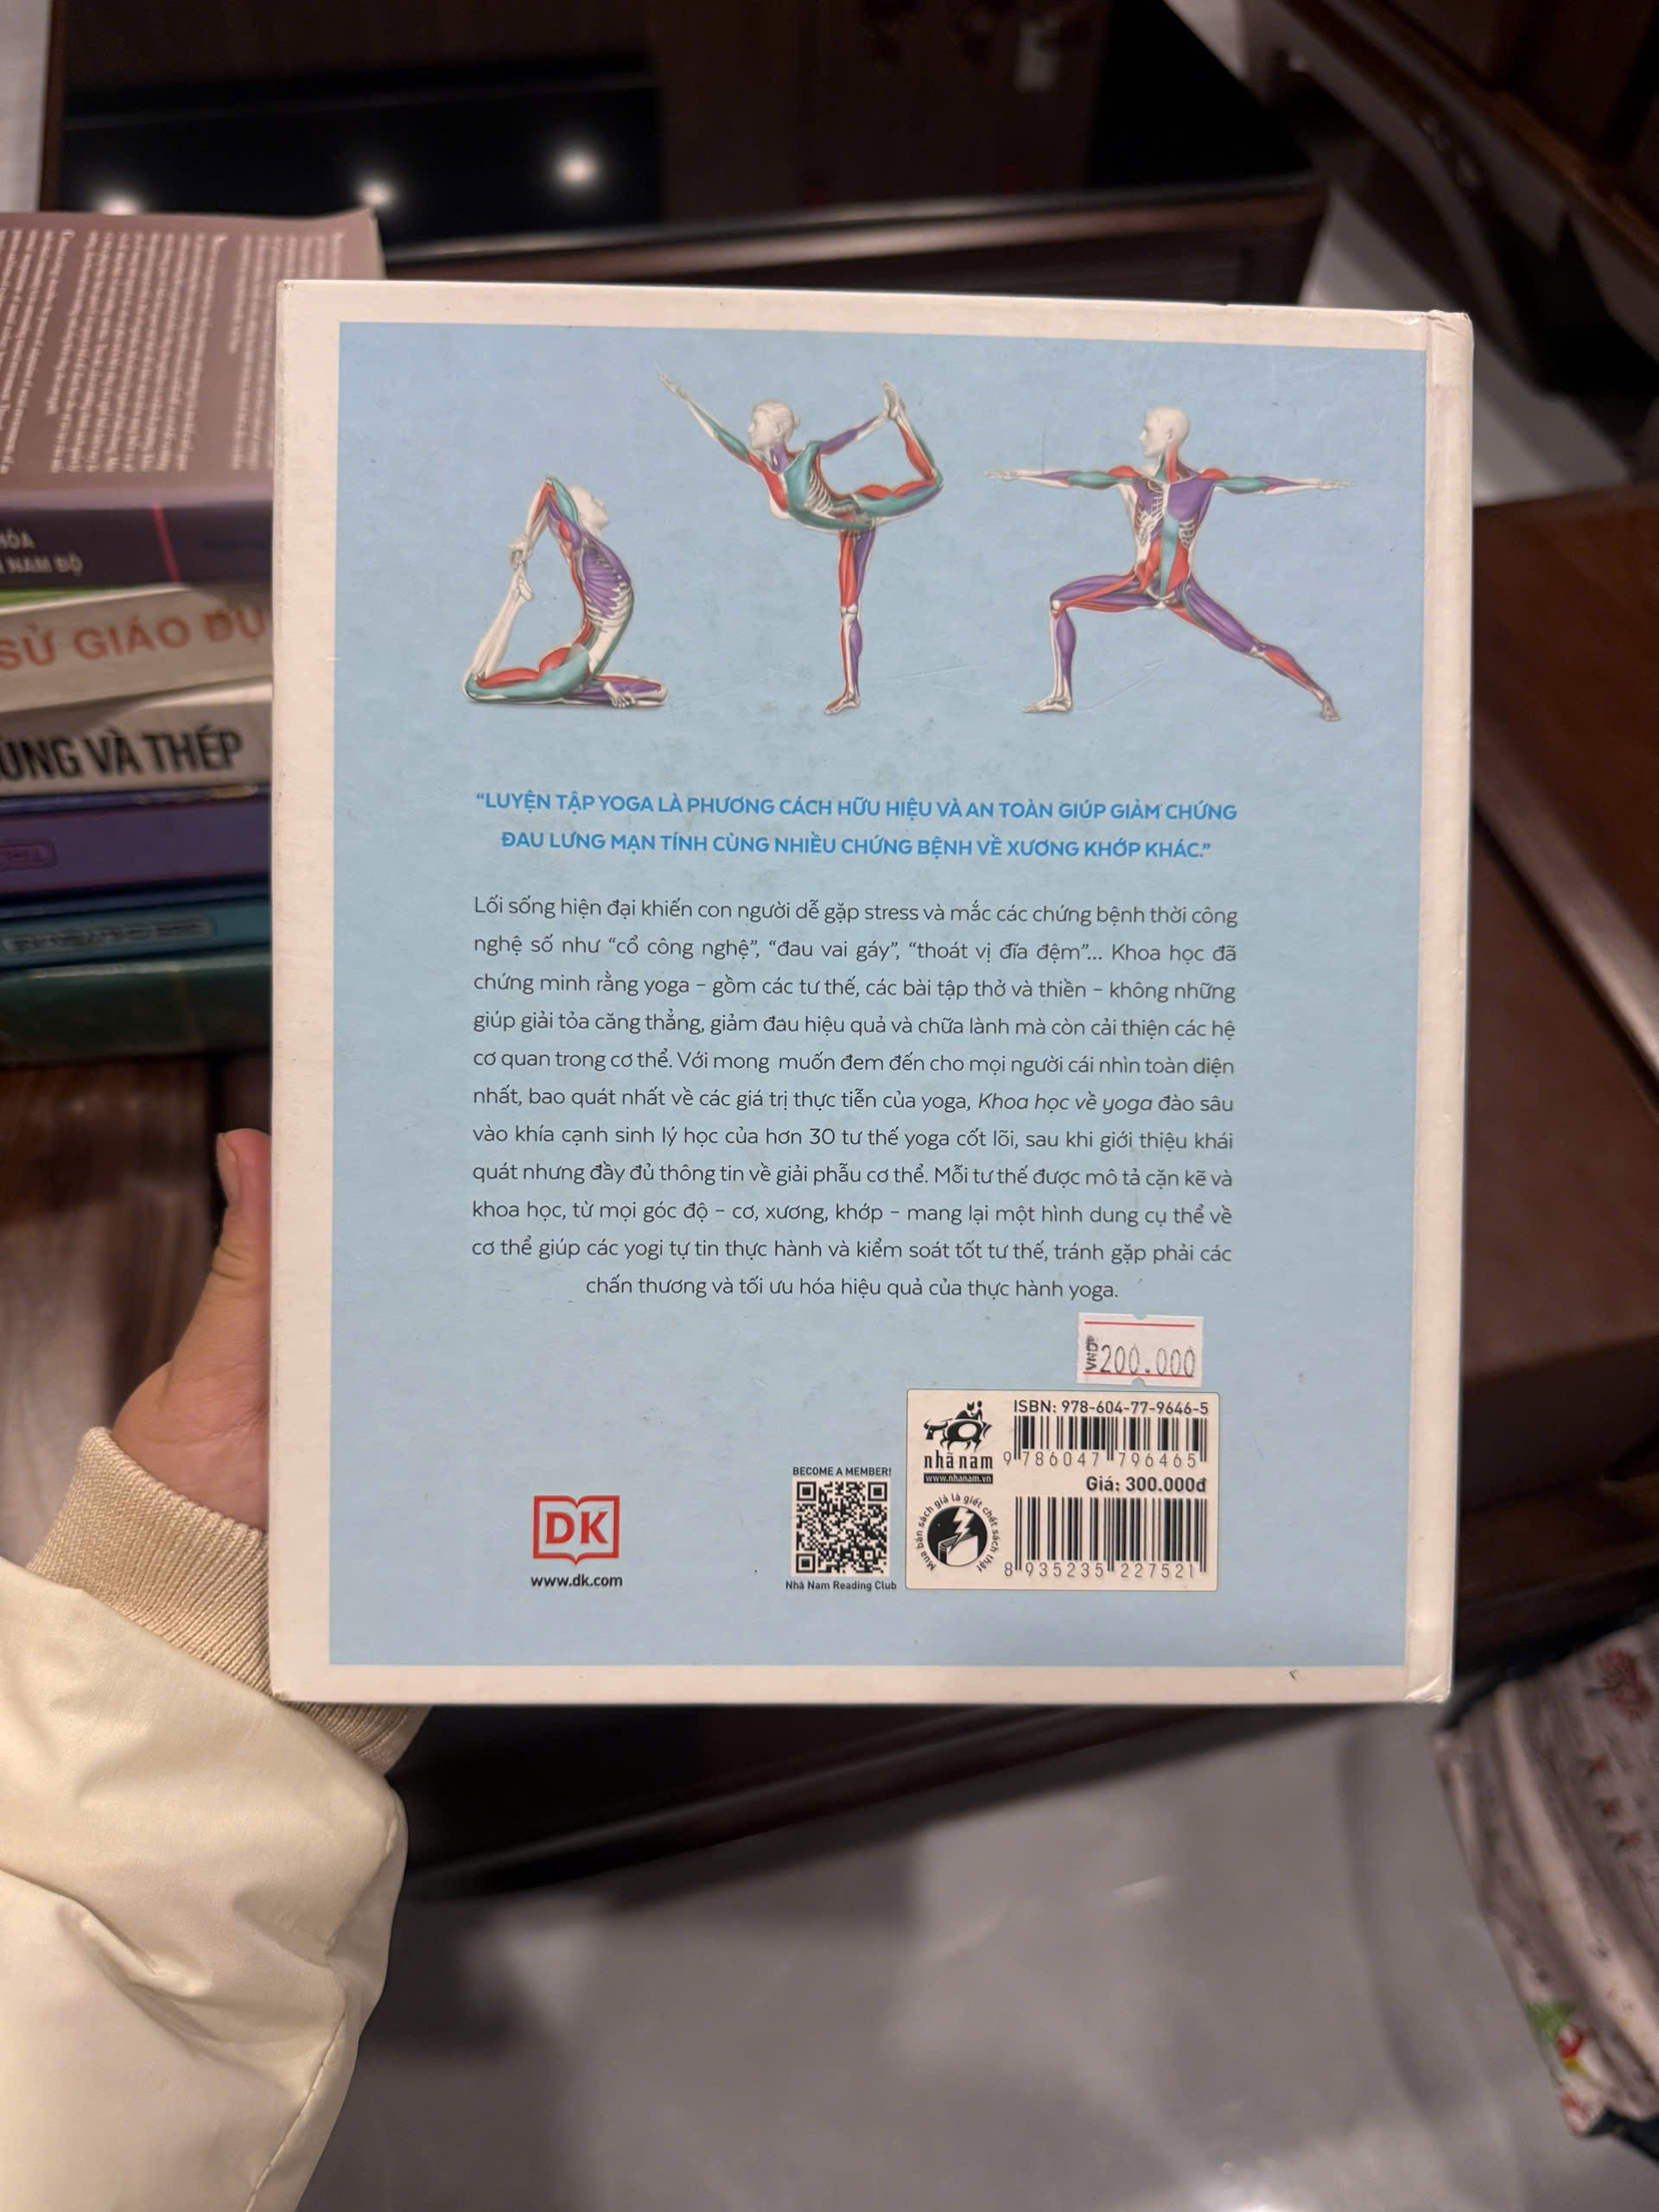 "LUYỆN TẬP YOGA LÀ PHƯƠNG CÁCH HỮU HIỆU VÀ AN TOÀN GIÚP GIẢM CHỨNG
ĐAU LƯNG MẠN TÍNH CÙNG NHIỀU CHỨNG BỆNH VỀ XƯƠNG KHỚP KHÁC."
Lối sống hiện đại khiến con người dễ gặp stress và mắc các chứng bệnh thời công
nghệ số như "cổ công nghệ", "đau vai gáy", "thoát vị đĩa đệm"... Khoa học đã
chứng minh rằng yoga – gồm các tư thế, các bài tập thở và thiền – không những
giúp giải tỏa căng thẳng, giảm đau hiệu quả và chữa lành mà còn cải thiện các hệ
cơ quan trong cơ thể. Với mong muốn đem đến cho mọi người cái nhìn toàn diện
nhất, bao quát nhất về các giá trị thực tiễn của yoga, Khoa học về yoga đào sâu
vào khía cạnh sinh lý học của hơn 30 tư thế yoga cốt lõi, sau khi giới thiệu khái
quát nhưng đầy đủ thông tin về giải phẫu cơ thể. Mỗi tư thế được mô tả cặn kẽ và
khoa học, từ mọi góc độ – cơ, xương, khớp – mang lại một hình dung cụ thể về
cơ thể giúp các yogi tự tin thực hành và kiểm soát tốt tư thế, tránh gặp phải các
chấn thương và tối ưu hóa hiệu quả của thực hành yoga.
VNĐ 200.000
ISBN: 978-604-77-9646-5
nhã nam
www.nhanam.vn
9 786047 796465
Giá: 300.000đ
Mua bán sách giả là giết chết sách thật
8 935235 227521
BECOME A MEMBER!
Nhã Nam Reading Club
DK
www.dk.com
NAM BỘ
SỬ GIÁO DỤ
VÀ THÉP